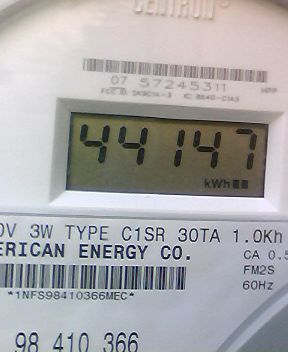 CENTRON
07 57245311
44147
kWh
0V 3W TYPE C1SR 30TA 1.0Kh
ERICAN ENERGY CO.
CA 0.5
FM2S
60Hz
*1NFS98410366MEC*
98 410 366